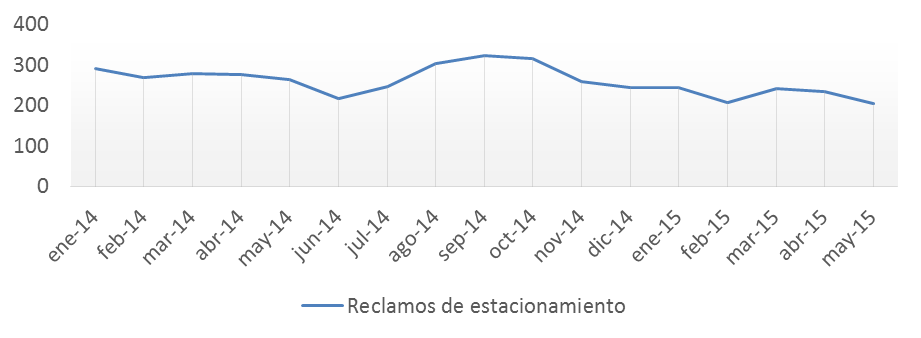 400
300
200
100
0
ene-14 feb-14 mar-14 abr-14 may-14 jun-14 jul-14 ago-14 sep-14 oct-14 nov-14 dic-14 ene-15 feb-15 mar-15 abr-15 may-15
Reclamos de estacionamiento